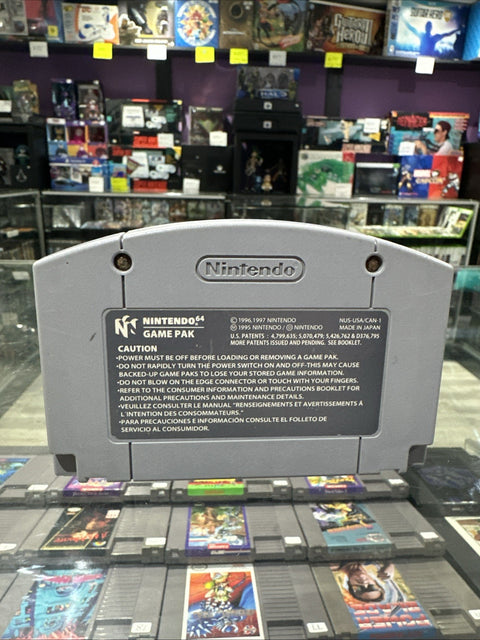 GUITAR HERO
Nintendo
NINTENDO 64
GAME PAK
© 1996,1997 NINTENDO
Ⓜ 1995 NINTENDO / Ⓓ NINTENDO
NUS-USA/CAN-1
MADE IN JAPAN
U.S. PATENTS : 4,799,635; 5,070,479; 5,426,762 & D376,795
MORE PATENTS ISSUED AND PENDING. SEE BOOKLET.
CAUTION
•POWER MUST BE OFF BEFORE LOADING OR REMOVING A GAME PAK.
•DO NOT RAPIDLY TURN THE POWER SWITCH ON AND OFF-THIS MAY CAUSE
BACKED-UP GAME PAKS TO LOSE YOUR STORED GAME INFORMATION.
•DO NOT BLOW ON THE EDGE CONNECTOR OR TOUCH WITH YOUR FINGERS.
•REFER TO THE CONSUMER INFORMATION AND PRECAUTIONS BOOKLET FOR
ADDITIONAL PRECAUTIONS AND MAINTENANCE DETAILS.
•VEUILLEZ CONSULTER LE MANUAL "RENSEIGNEMENTS ET AVERTISSEMENTS À
L'INTENTION DES CONSOMMATEURS."
•PARA PRECAUCIONES E INFORMACIÓN CONSULTE EL FOLLETO DE
SERVICIO AL CONSUMIDOR.